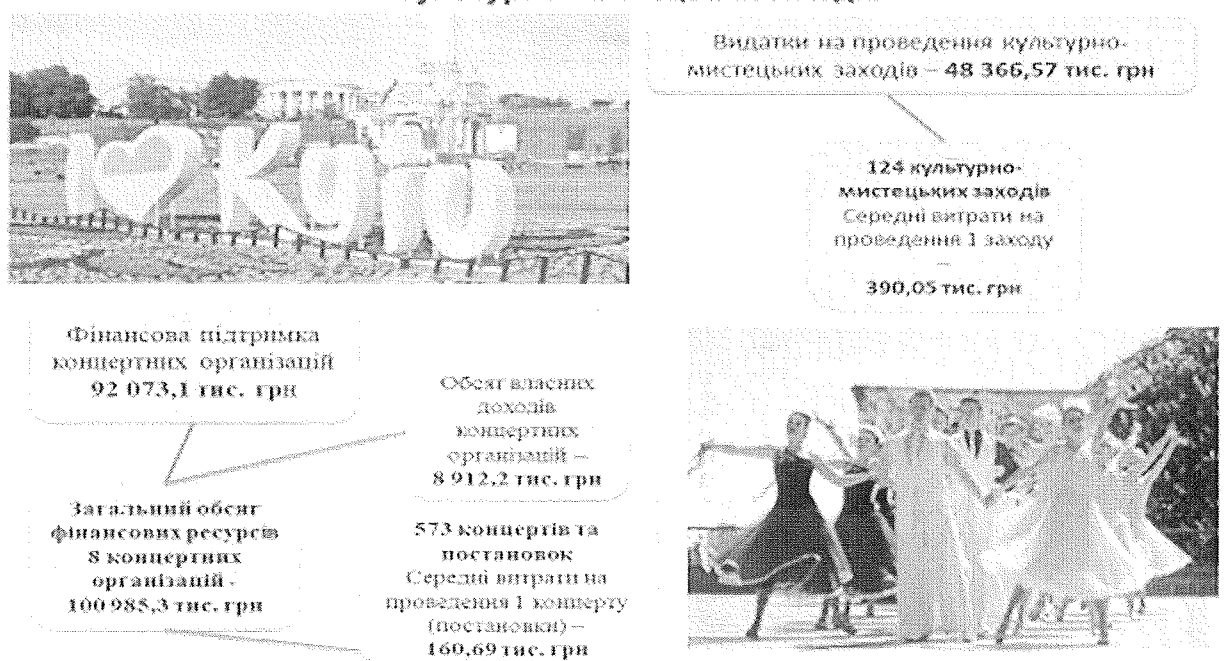 Видатки на проведення культурно-
мистецьких заходів – 48 366,57 тис. грн
124 культурно-
мистецьких заходів
Середні витрати на
проведення 1 заходу
–
390,05 тис. грн
Фінансова підтримка
концертних організацій
92 073,1 тис. грн
Обсяг власних
доходів
концертних
організацій –
8 912,2 тис. грн
Загальний обсяг
фінансових ресурсів
8 концертних
організацій -
100 985,3 тис. грн
573 концертів та
постановок
Середні витрати на
проведення 1 концерту
(постановки) –
160,69 тис. грн